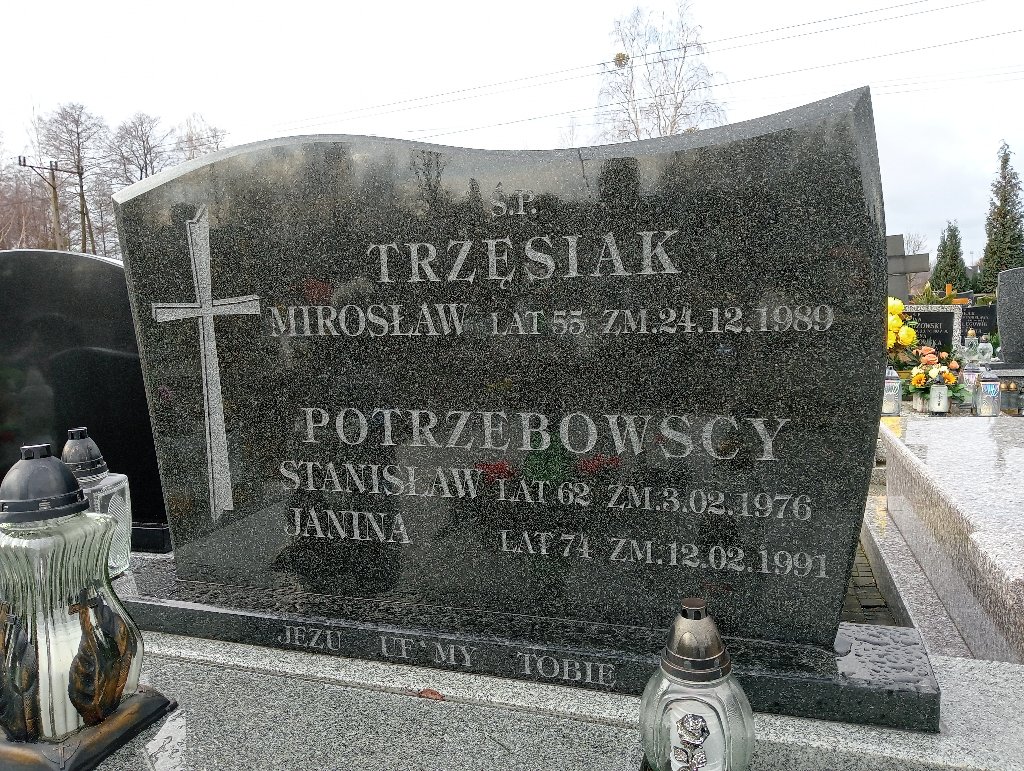 Ś.P.
TRZĘSIAK
MIROSŁAW LAT 55 ZM.24.12.1989
POTRZEBOWSCY
STANISŁAW LAT 62 ZM.3.02.1976
JANINA LAT 74 ZM.12.02.1991
JEZU UF MY TOBIE